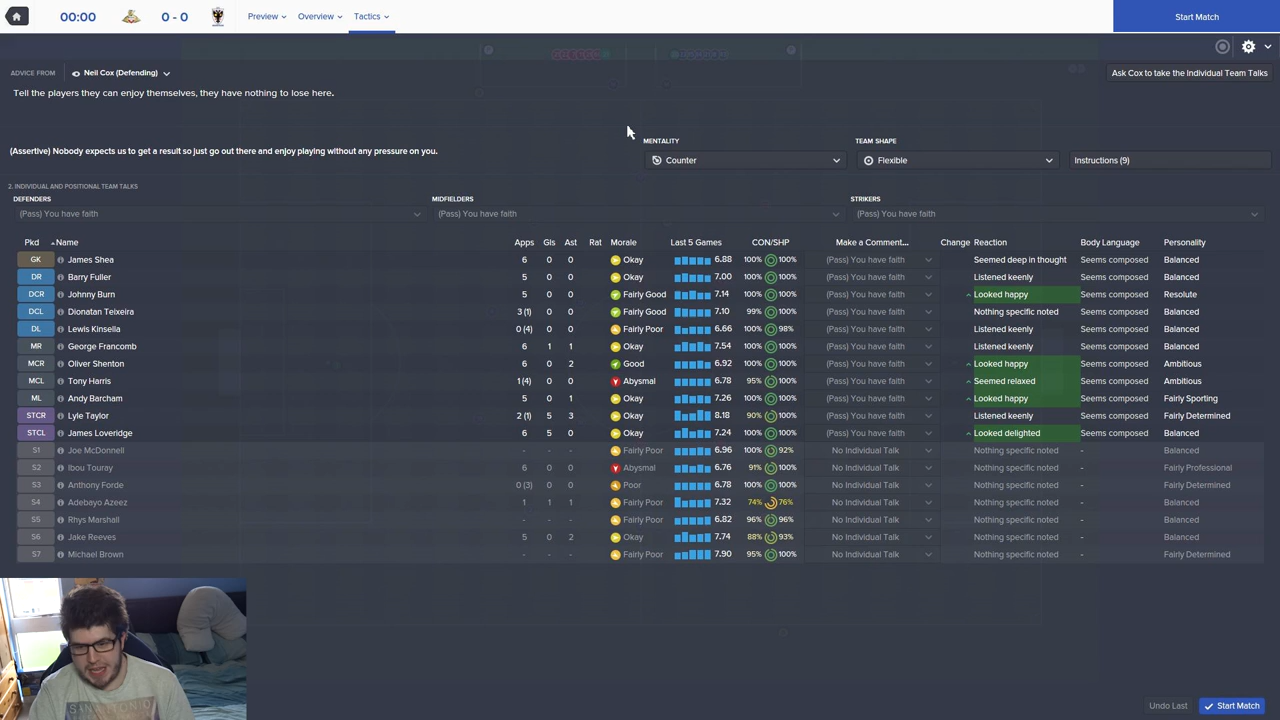 00:00 0 - 0 Preview Overview Tactics Start Match
ADVICE FROM Neil Cox (Defending) Ask Cox to take the Individual Team Talks
Tell the players they can enjoy themselves, they have nothing to lose here.
MENTALITY TEAM SHAPE
(Assertive) Nobody expects us to get a result so just go out there and enjoy playing without any pressure on you.
Counter Flexible Instructions (9)
2. INDIVIDUAL AND POSITIONAL TEAM TALKS
DEFENDERS MIDFIELDERS STRIKERS
(Pass) You have faith (Pass) You have faith (Pass) You have faith
Pkd Name Apps Gls Ast Rat Morale Last 5 Games CON/SHP Make a Comment... Change Reaction Body Language Personality
GK James Shea 6 0 0 Okay 6.88 100% 100% (Pass) You have faith Seemed deep in thought Seems composed Balanced
DR Barry Fuller 5 0 0 Okay 7.00 100% 100% (Pass) You have faith Listened keenly Seems composed Balanced
DCR Johnny Burn 5 0 0 Fairly Good 7.14 100% 100% (Pass) You have faith Looked happy Seems composed Resolute
DCL Dionatan Teixeira 3 (1) 0 0 Fairly Good 7.10 99% 100% (Pass) You have faith Nothing specific noted Seems composed Balanced
DL Lewis Kinsella 0 (4) 0 0 Fairly Poor 6.66 100% 98% (Pass) You have faith Listened keenly Seems composed Balanced
MR George Francomb 6 1 1 Okay 7.54 100% 100% (Pass) You have faith Listened keenly Seems composed Balanced
MCR Oliver Shenton 6 0 2 Good 6.92 100% 100% (Pass) You have faith Looked happy Seems composed Ambitious
MCL Tony Harris 1 (4) 0 0 Abysmal 6.78 95% 100% (Pass) You have faith Seemed relaxed Seems composed Ambitious
ML Andy Barcham 5 0 1 Okay 7.26 100% 100% (Pass) You have faith Looked happy Seems composed Fairly Sporting
STCR Lyle Taylor 2 (1) 5 3 Okay 8.18 90% 100% (Pass) You have faith Listened keenly Seems composed Fairly Determined
STCL James Loveridge 6 5 0 Okay 7.24 100% 100% (Pass) You have faith Looked delighted Seems composed Balanced
S1 Joe McDonnell - - - Fairly Poor 6.96 100% 92% No Individual Talk Nothing specific noted - Balanced
S2 Ibou Touray 6 0 0 Abysmal 6.76 91% 100% No Individual Talk Nothing specific noted - Fairly Professional
S3 Anthony Forde 0 (3) 0 0 Poor 6.78 100% 100% No Individual Talk Nothing specific noted - Fairly Determined
S4 Adebayo Azeez 1 1 1 Fairly Poor 7.32 74% 76% No Individual Talk Nothing specific noted - Balanced
S5 Rhys Marshall - - - Fairly Poor 6.82 96% 96% No Individual Talk Nothing specific noted - Balanced
S6 Jake Reeves 5 0 2 Okay 7.74 88% 93% No Individual Talk Nothing specific noted - Balanced
S7 Michael Brown - - - Fairly Poor 7.90 95% 100% No Individual Talk Nothing specific noted - Fairly Determined
Undo Last Start Match